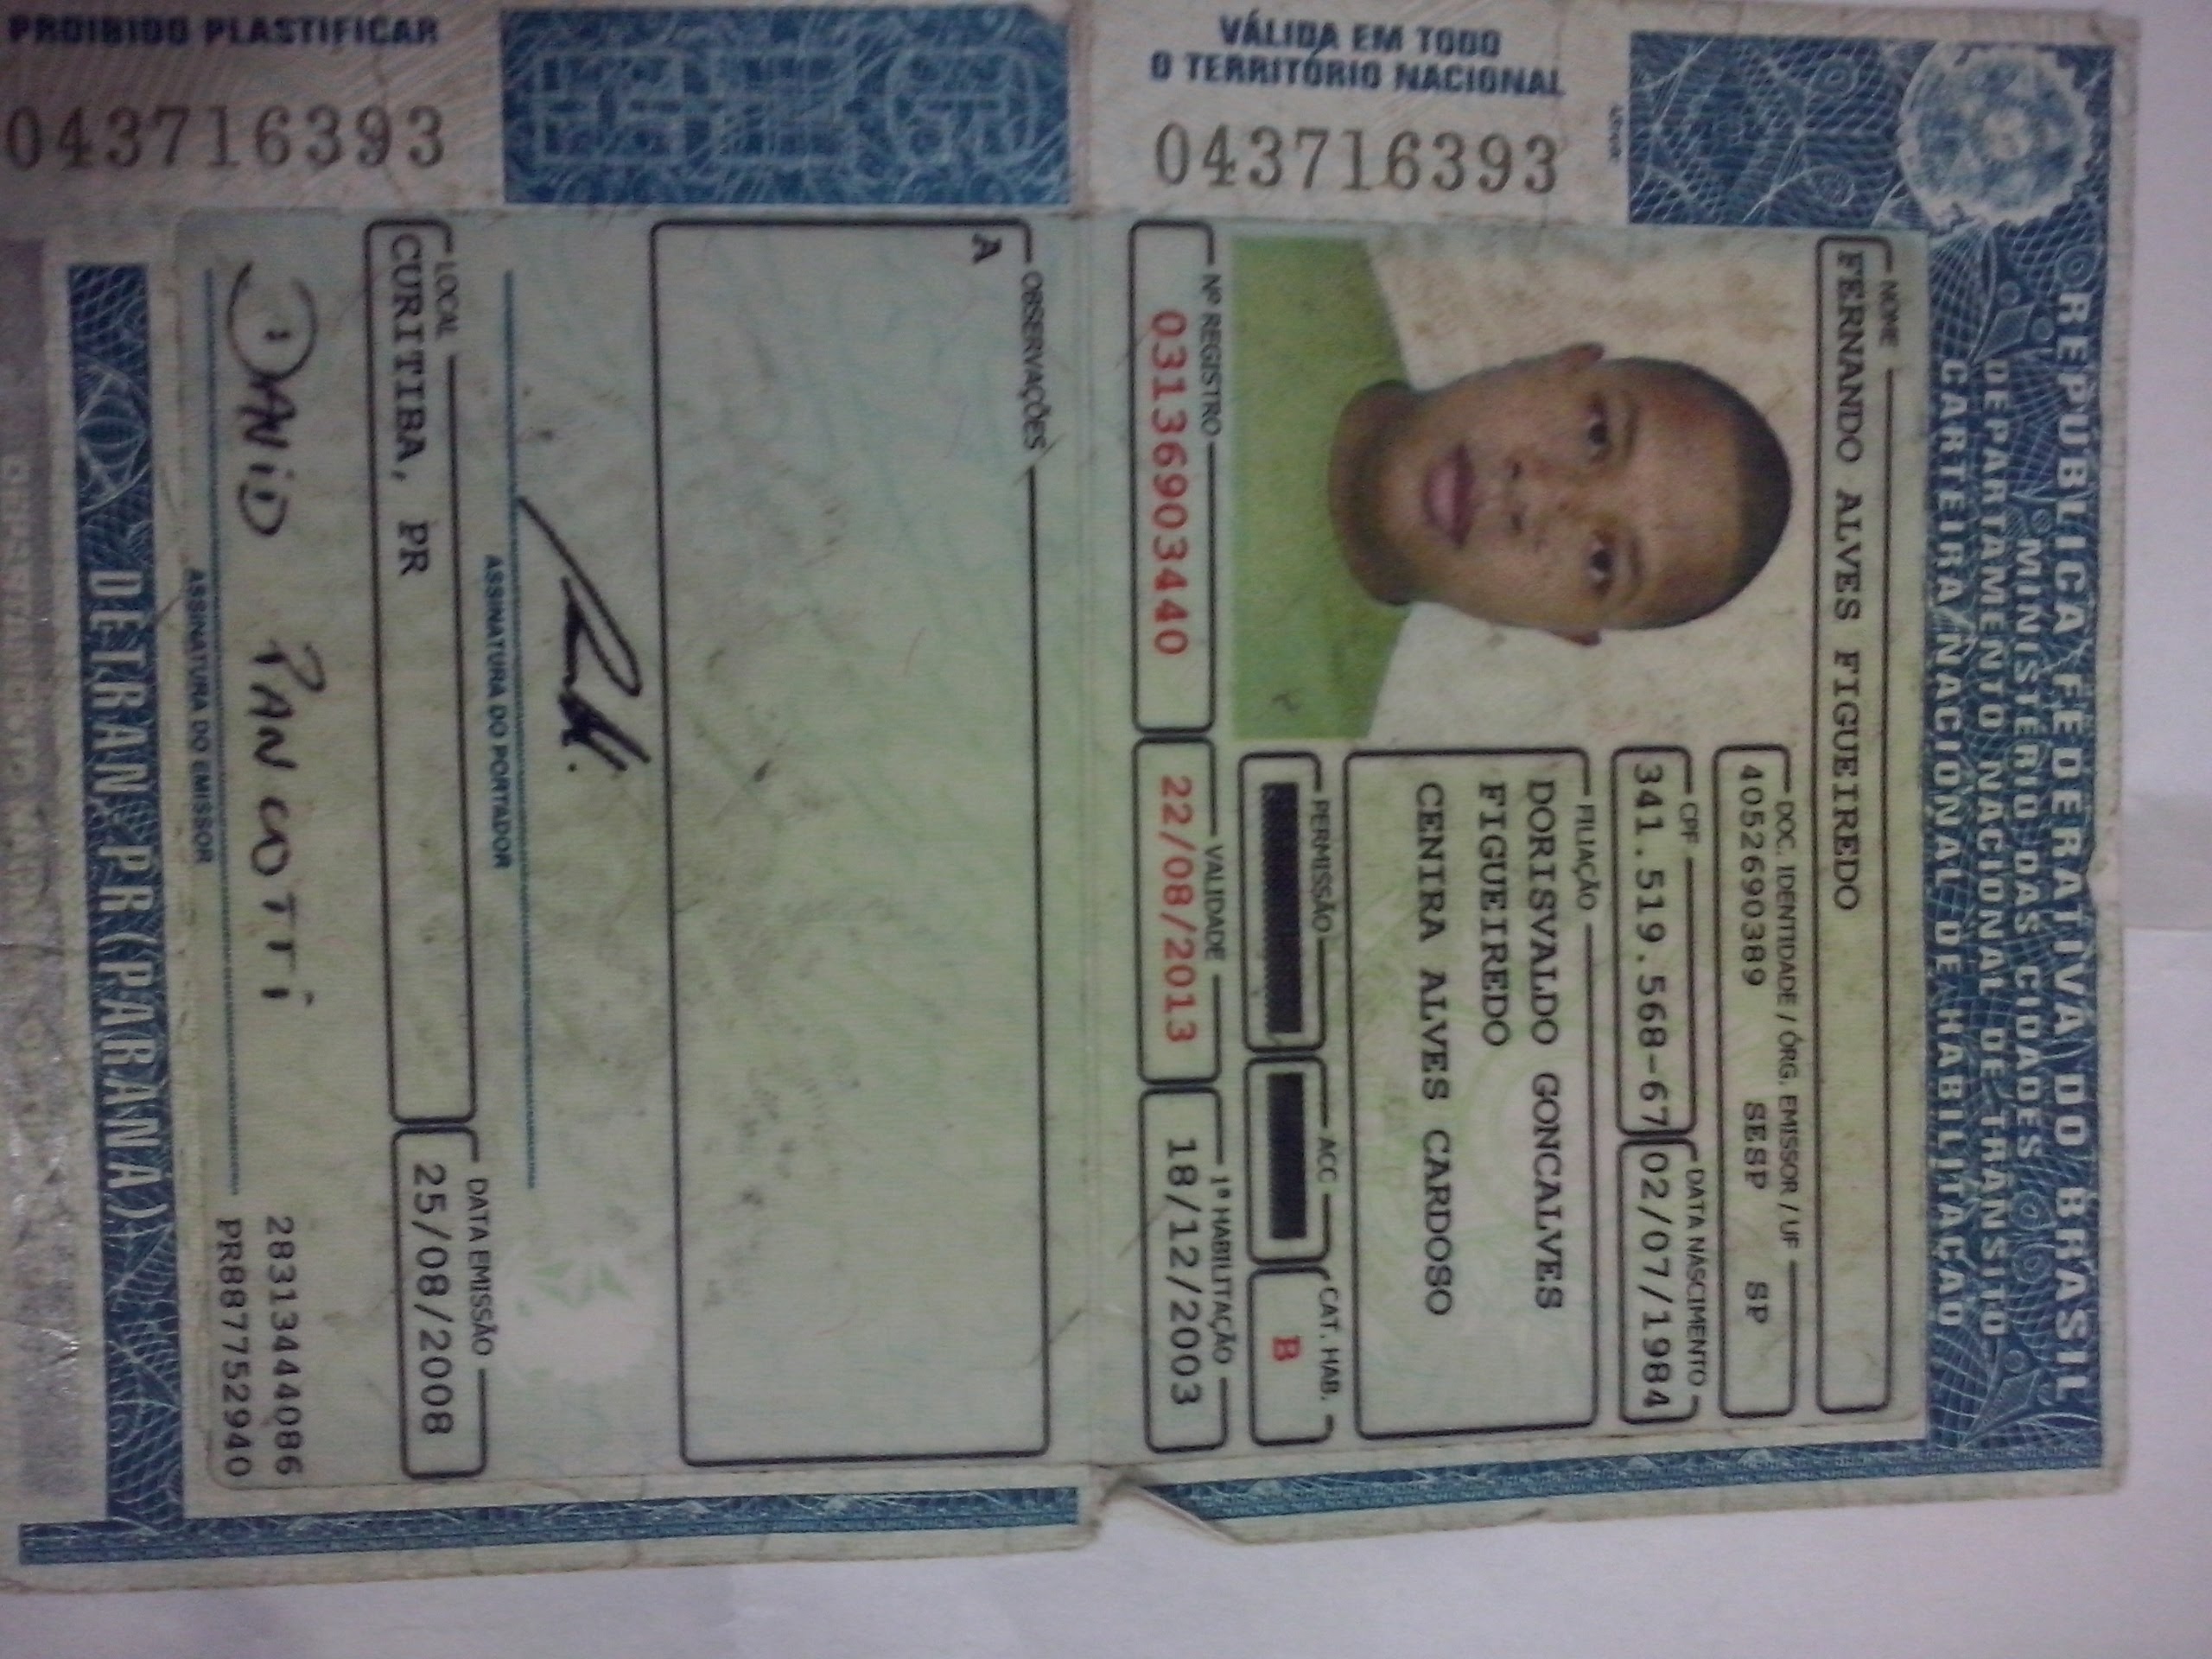 REPÚBLICA FEDERATIVA DO BRASIL
MINISTÉRIO DAS CIDADES
DEPARTAMENTO NACIONAL DE TRÂNSITO
CARTEIRA NACIONAL DE HABILITAÇÃO
NOME
FERNANDO ALVES FIGUEIREDO
DOC. IDENTIDADE / ÓRG. EMISSOR / UF
4052690389 SESP SP
CPF
341.519.568-67
DATA NASCIMENTO
02/07/1984
FILIAÇÃO
DORISVALDO GONCALVES
FIGUEIREDO
CENIRA ALVES CARDOSO
PERMISSÃO
ACC
CAT. HAB.
B
Nº REGISTRO
03136903440
VALIDADE
22/08/2013
1ª HABILITAÇÃO
18/12/2003
VÁLIDA EM TODO
O TERRITÓRIO NACIONAL
043716393
OBSERVAÇÕES
A
ASSINATURA DO PORTADOR
LOCAL
CURITIBA, PR
DATA EMISSÃO
25/08/2008
DAViD PANCOTTi
28313444086
PR887752940
ASSINATURA DO EMISSOR
DETRAN PR (PARANA)
PROIBIDO PLASTIFICAR
043716393